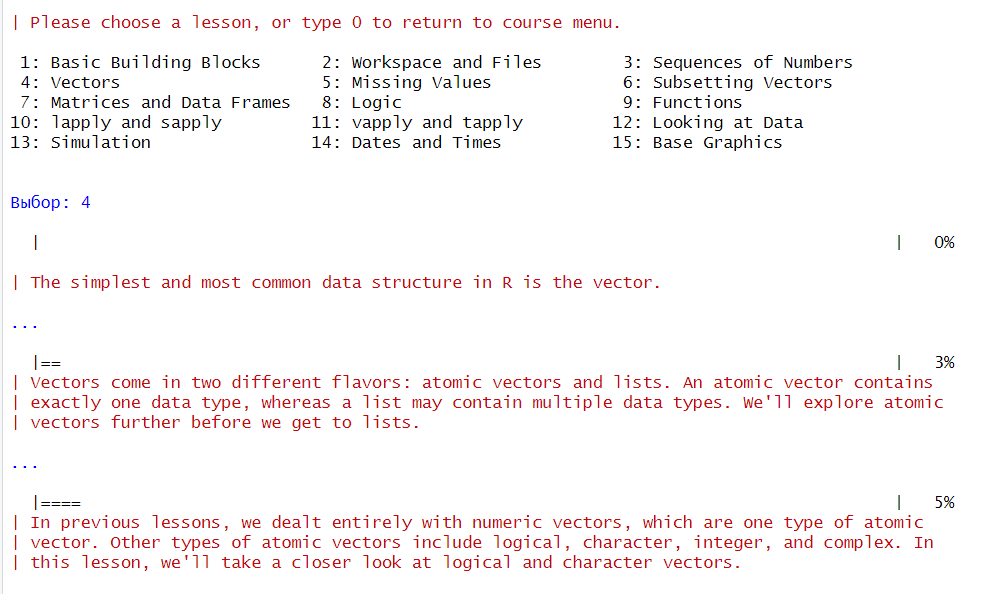 | Please choose a lesson, or type 0 to return to course menu.
1: Basic Building Blocks 2: Workspace and Files 3: Sequences of Numbers
4: Vectors 5: Missing Values 6: Subsetting Vectors
7: Matrices and Data Frames 8: Logic 9: Functions
10: lapply and sapply 11: vapply and tapply 12: Looking at Data
13: Simulation 14: Dates and Times 15: Base Graphics
Выбор: 4
| | 0%
| The simplest and most common data structure in R is the vector.
...
|== | 3%
| Vectors come in two different flavors: atomic vectors and lists. An atomic vector contains
| exactly one data type, whereas a list may contain multiple data types. We'll explore atomic
| vectors further before we get to lists.
...
|==== | 5%
| In previous lessons, we dealt entirely with numeric vectors, which are one type of atomic
| vector. Other types of atomic vectors include logical, character, integer, and complex. In
| this lesson, we'll take a closer look at logical and character vectors.